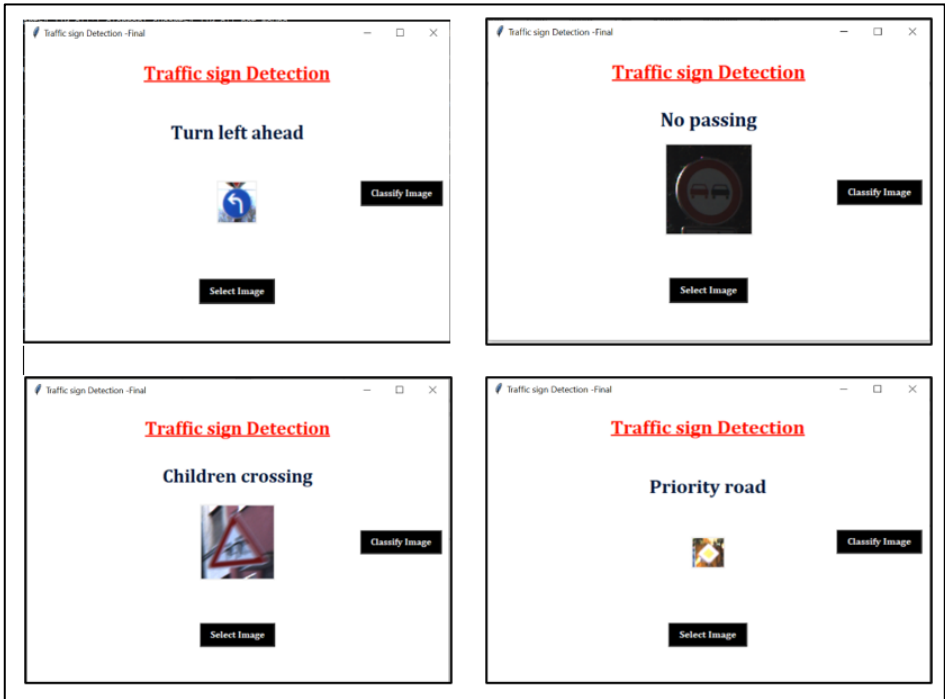 Traffic sign Detection -Final
Traffic sign Detection
Turn left ahead
Classify Image
Select Image
Traffic sign Detection -Final
Traffic sign Detection
No passing
Classify Image
Select Image
Traffic sign Detection -Final
Traffic sign Detection
Children crossing
Classify Image
Select Image
Traffic sign Detection -Final
Traffic sign Detection
Priority road
Classify Image
Select Image